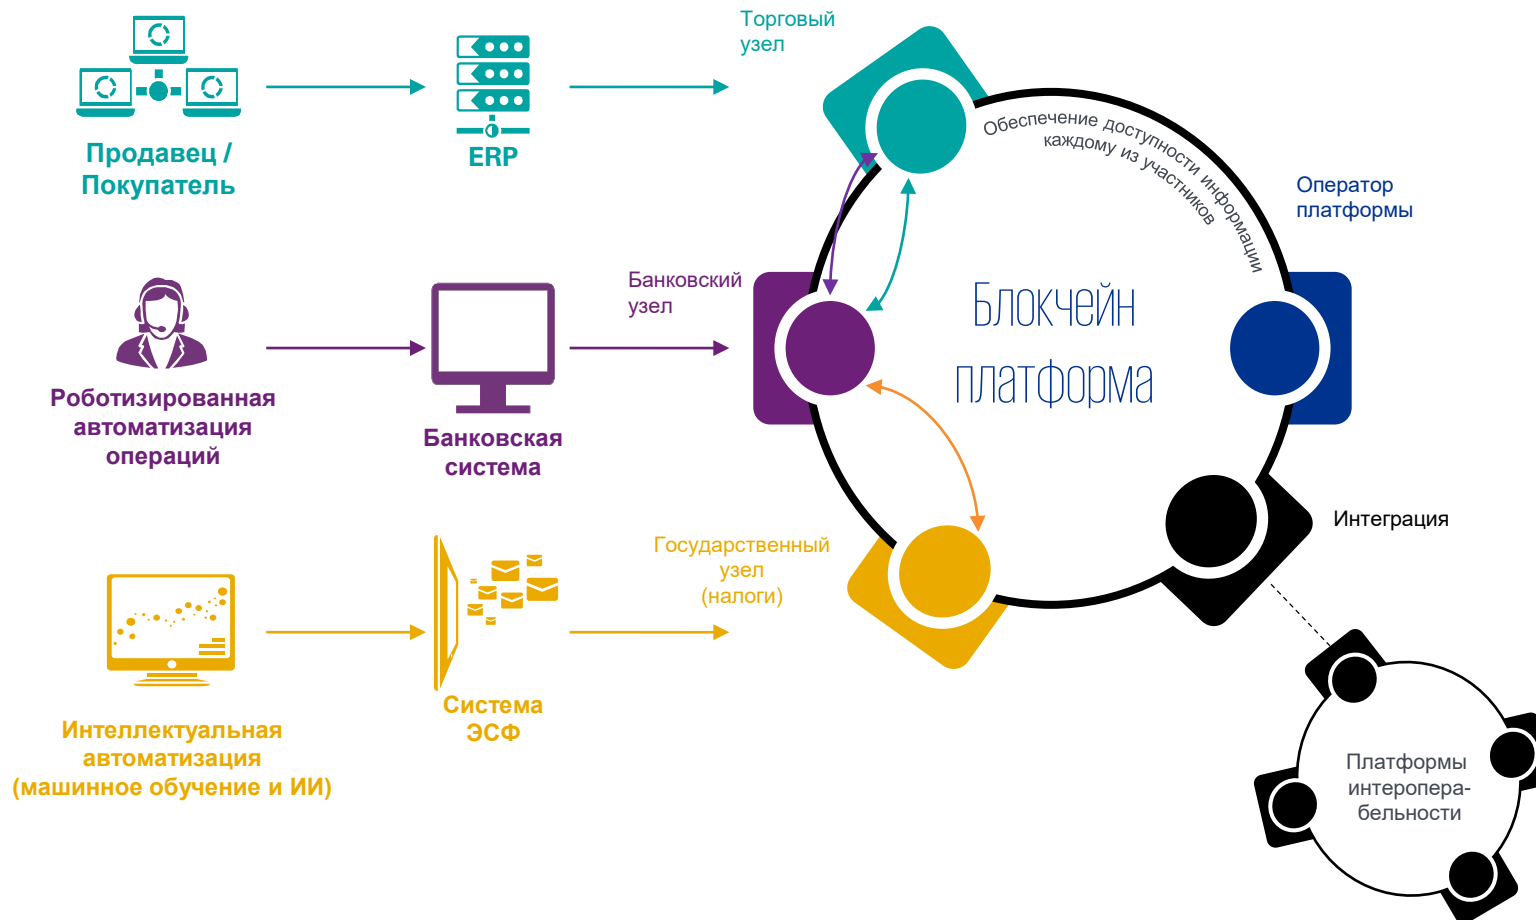 Торговый
узел
Продавец /
Покупатель
ERP
Обеспечение доступности информации
каждому из участников
Оператор
платформы
Роботизированная
автоматизация
операций
Банковская
система
Банковский
узел
Блокчейн
платформа
Интеграция
Государственный
узел
(налоги)
Интеллектуальная
автоматизация
(машинное обучение и ИИ)
Система
ЭСФ
Платформы
интеропера-
бельности